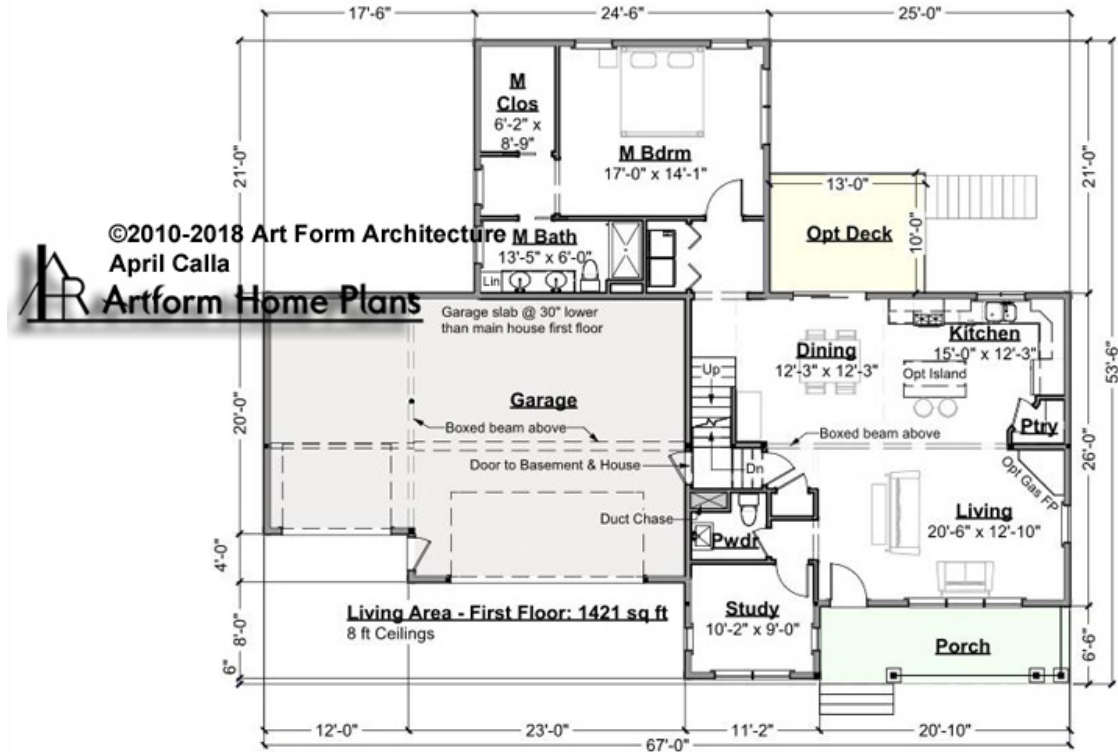 17'-6"
24'-6"
25'-0"
M
Clos
6'-2" x
8'-9"
M Bdrm
17'-0" x 14'-1"
21'-0"
21'-0"
13'-0"
10'-0"
Opt Deck
©2010-2018 Art Form Architecture
April Calla
AHR
Artform Home Plans
M Bath
13'-5" x 6'-0"
Lin
Garage slab @ 30" lower
than main house first floor
Kitchen
15'-0" x 12'-3"
Dining
12'-3" x 12'-3"
Opt Island
Up
53'-6"
Garage
20'-0"
Boxed beam above
Ptry
Boxed beam above
26'-0"
Door to Basement & House
Dn
Opt Gas FP
Living
20'-6" x 12'-10"
Duct Chase
Pwdr
4'-0"
Living Area - First Floor: 1421 sq ft
8 ft Ceilings
Study
10'-2" x 9'-0"
8'-0"
6"
Porch
6'-6"
12'-0"
23'-0"
11'-2"
20'-10"
67'-0"